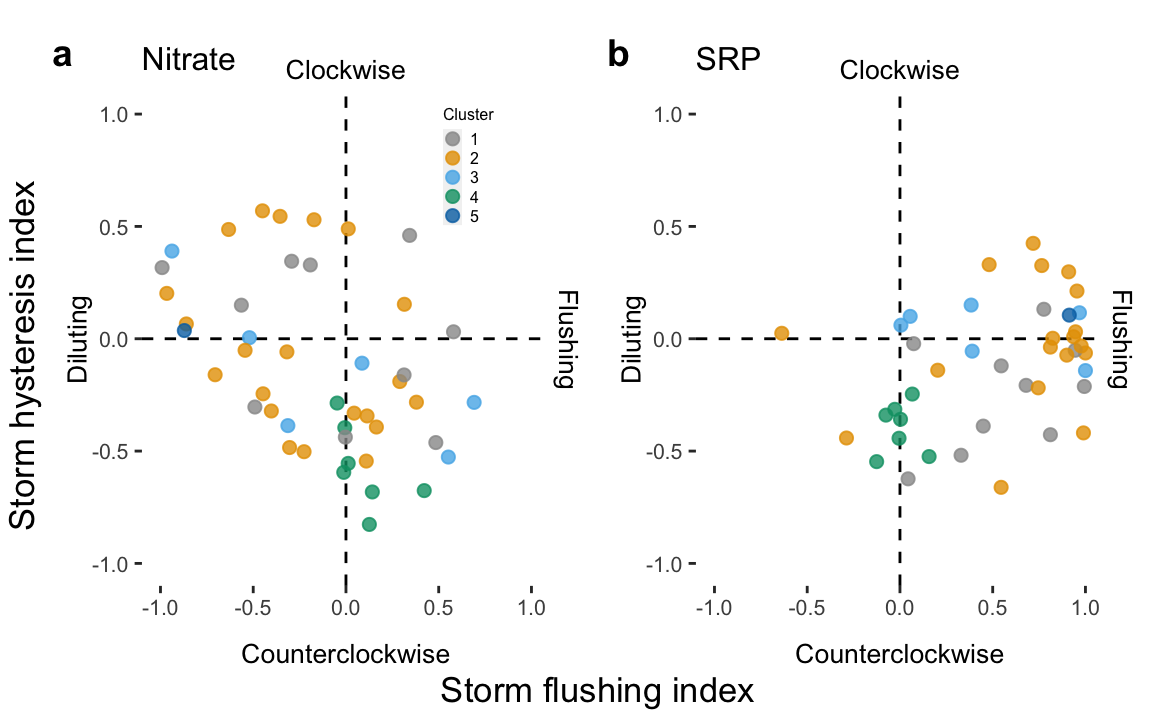 a
Nitrate
Clockwise
Cluster
1
2
3
4
5
1.0
0.5
0.0
-0.5
-1.0
Storm hysteresis index
Diluting
Flushing
-1.0 -0.5 0.0 0.5 1.0
Counterclockwise
b
SRP
Clockwise
1.0
0.5
0.0
-0.5
-1.0
Diluting
Flushing
-1.0 -0.5 0.0 0.5 1.0
Counterclockwise
Storm flushing index